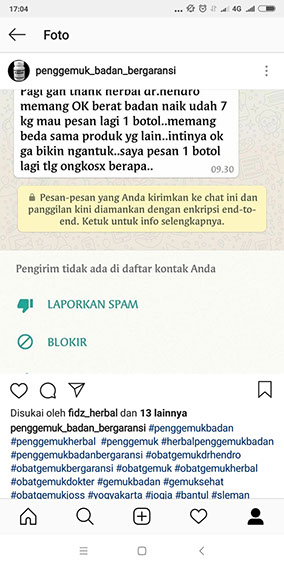 17:04
4G
Foto
penggemuk_badan_bergaransi
Pagi gan thank herbal dr.hendro
memang OK berat badan naik udah 7
kg mau pesan lagi 1 botol..memang
beda sama produk yg lain..intinya ok
ga bikin ngantuk..saya pesan 1 botol
lagi tlg ongkosx berapa..
09.30
Pesan-pesan yang Anda kirimkan ke chat ini dan
panggilan kini diamankan dengan enkripsi end-to-
end. Ketuk untuk info selengkapnya.
Pengirim tidak ada di daftar kontak Anda
LAPORKAN SPAM
BLOKIR
Disukai oleh fidz_herbal dan 13 lainnya
penggemuk_badan_bergaransi #penggemukbadan
#penggemukherbal #penggemuk #herbalpenggemukbadan
#penggemukbadanbergaransi #obatgemukdrhendro
#obatgemukbergaransi #obatgemuk #obatgemukherbal
#obatgemukdokter #gemukbadan #gemuksehat
#obatgemukjoss #yogyakarta #jogja #bantul #sleman